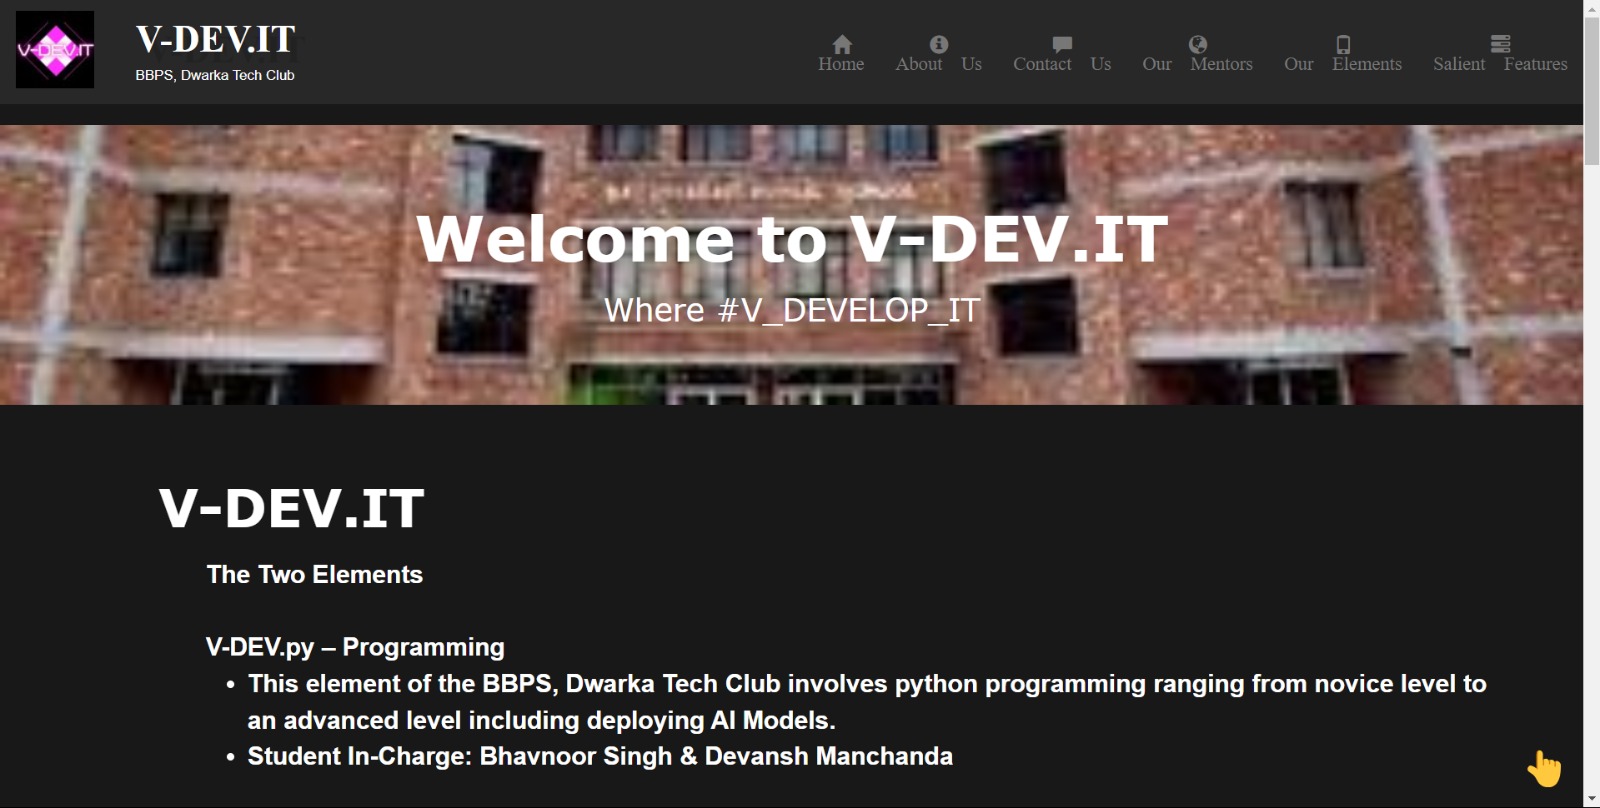 V-DEV.IT
V-DEV.IT
BBPS, Dwarka Tech Club
Home
About Us
Contact Us
Our Mentors
Our Elements
Salient Features
Welcome to V-DEV.IT
Where #V_DEVELOP_IT
V-DEV.IT
The Two Elements
V-DEV.py – Programming
• This element of the BBPS, Dwarka Tech Club involves python programming ranging from novice level to
an advanced level including deploying AI Models.
• Student In-Charge: Bhavnoor Singh & Devansh Manchanda